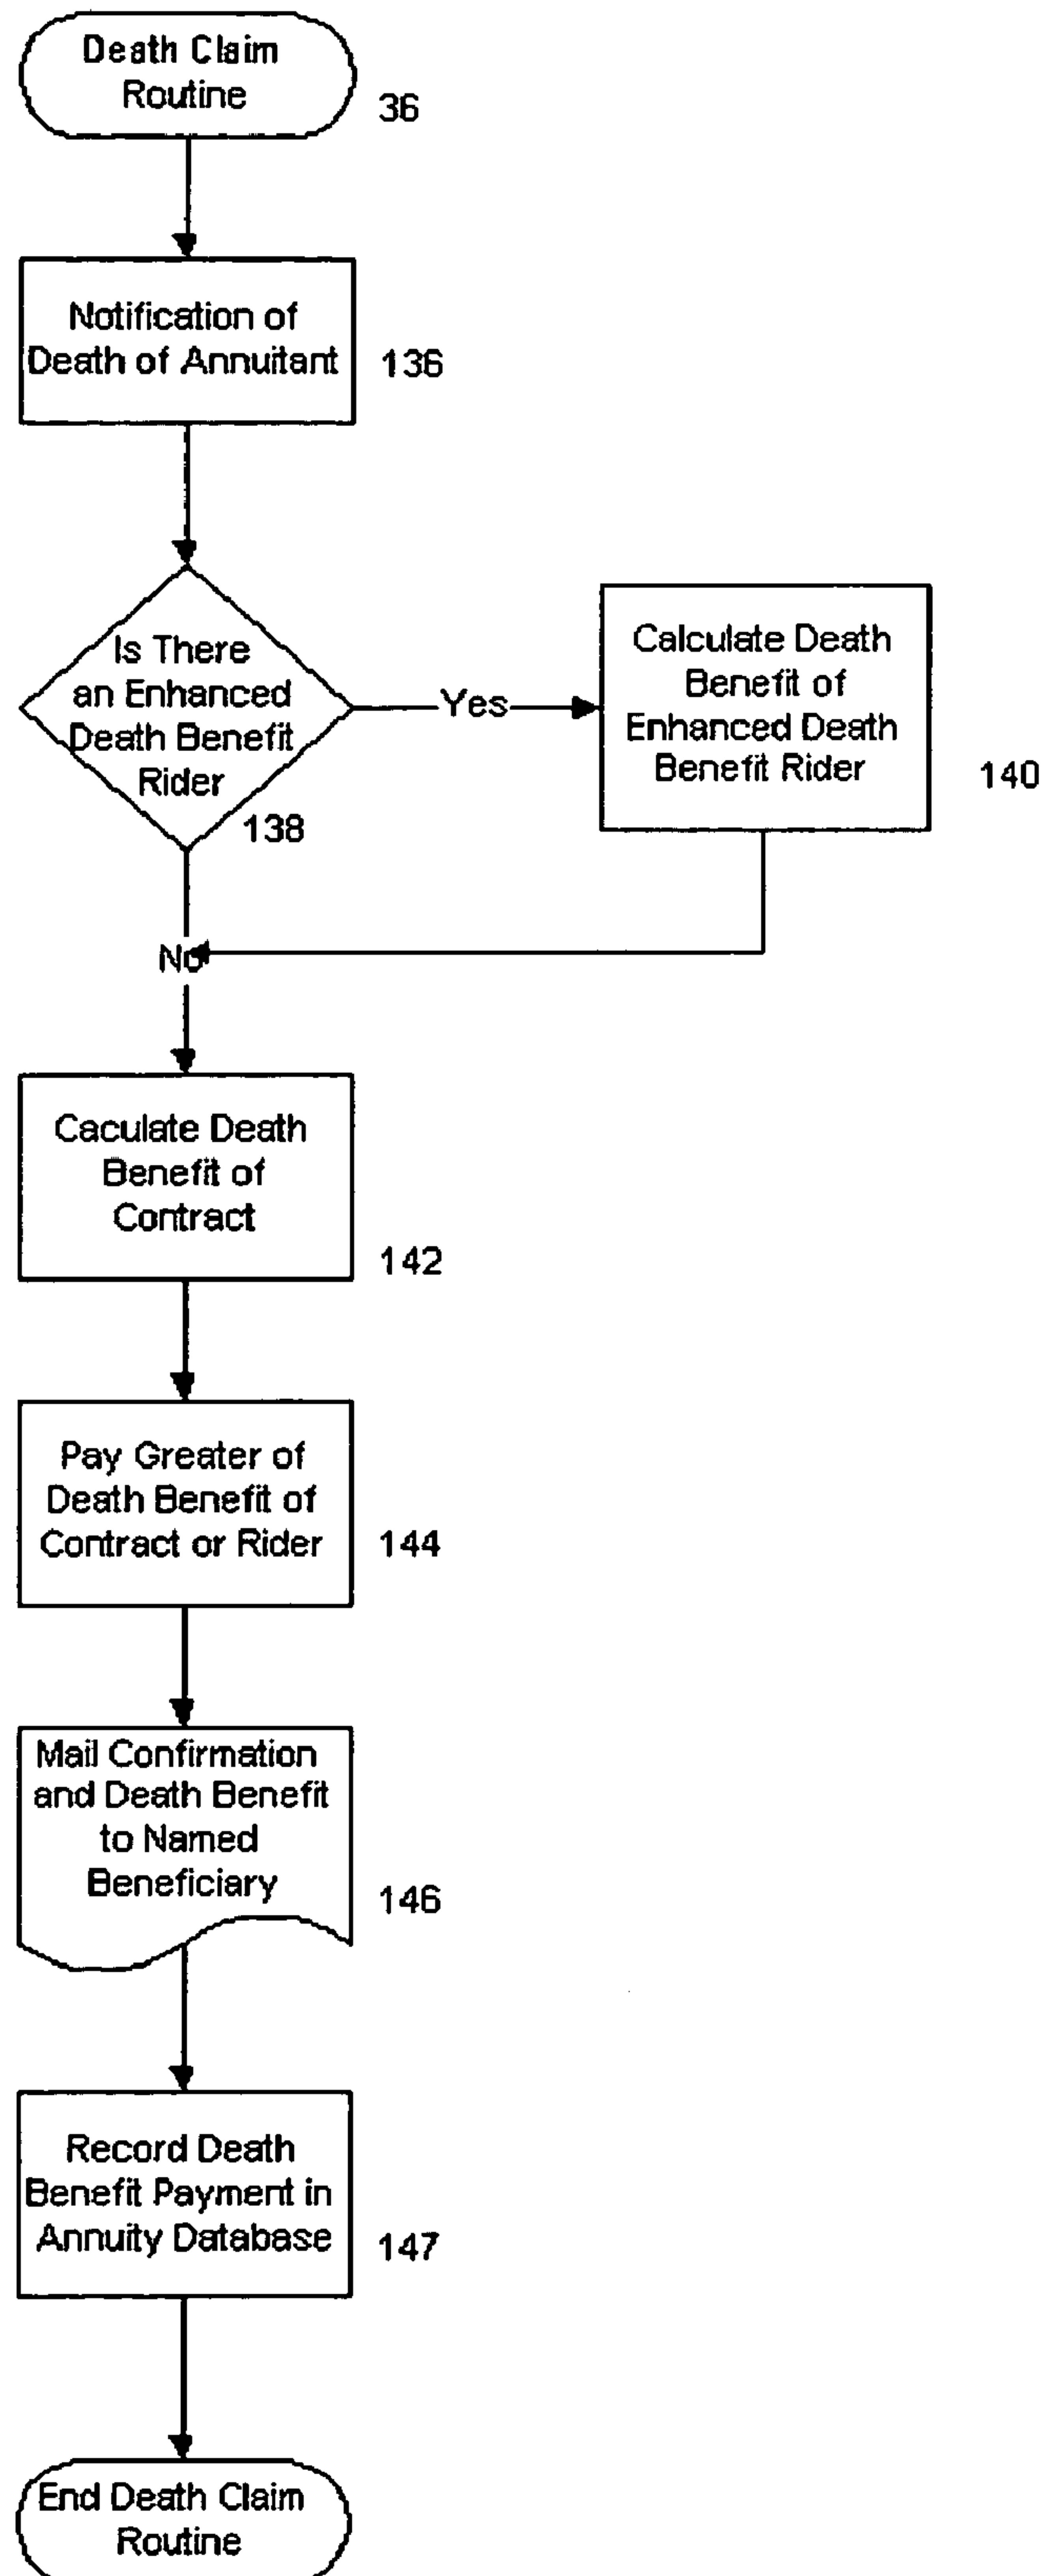 Death Claim
Routine
36
Notification of
Death of Annuitant
136
Is There
an Enhanced
Death Benefit
Rider
138
Yes
Calculate Death
Benefit of
Enhanced Death
Benefit Rider
140
No
Caculate Death
Benefit of
Contract
142
Pay Greater of
Death Benefit of
Contract or Rider
144
Mail Confirmation
and Death Benefit
to Named
Beneficiary
146
Record Death
Benefit Payment in
Annuity Database
147
End Death Claim
Routine